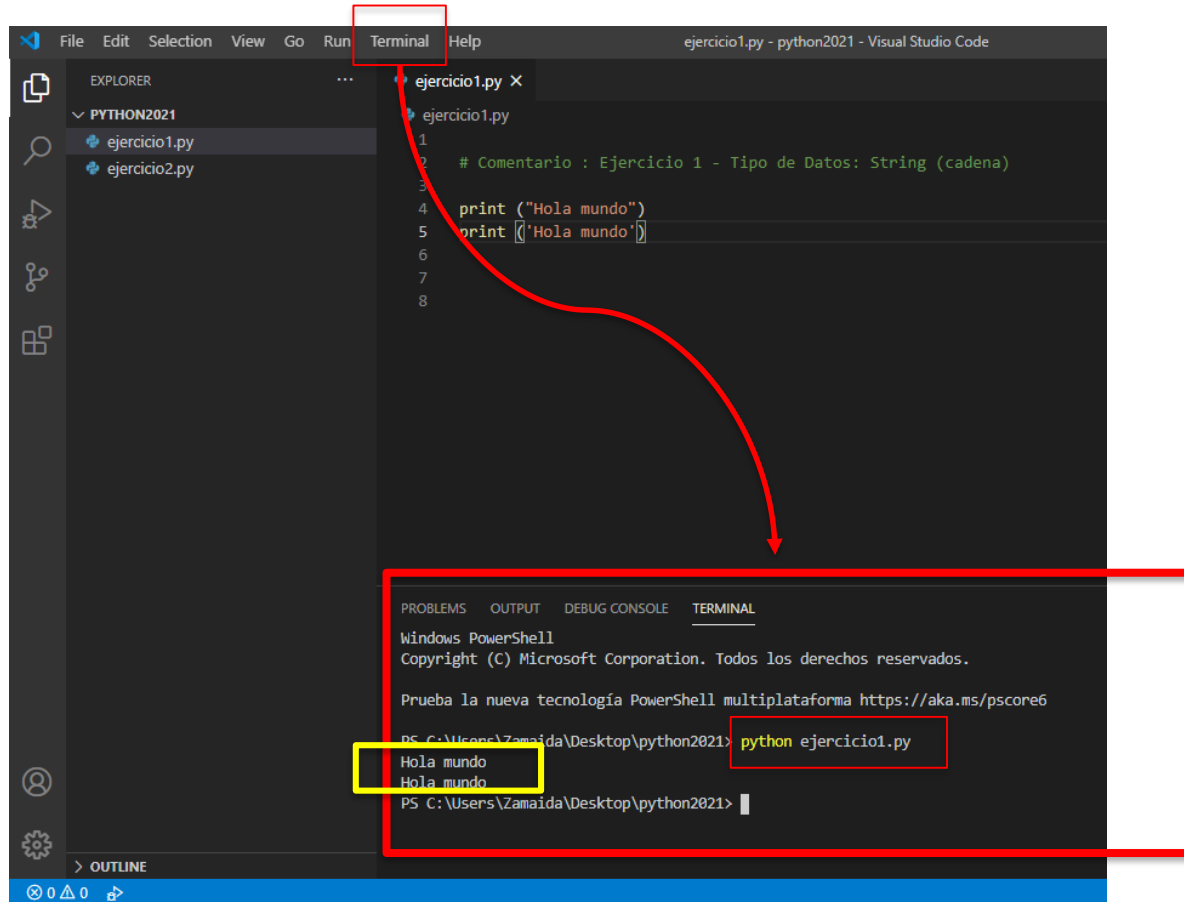 File Edit Selection View Go Run Terminal Help ejercicio1.py - python2021 - Visual Studio Code
EXPLORER ···
PYTHON2021
ejercicio1.py
ejercicio2.py
OUTLINE
ejercicio1.py
ejercicio1.py
1
2 # Comentario : Ejercicio 1 - Tipo de Datos: String (cadena)
3
4 print ("Hola mundo")
5 print ('Hola mundo')
6
7
8
PROBLEMS OUTPUT DEBUG CONSOLE TERMINAL
Windows PowerShell
Copyright (C) Microsoft Corporation. Todos los derechos reservados.
Prueba la nueva tecnología PowerShell multiplataforma https://aka.ms/pscore6
PS C:\Users\Zamaida\Desktop\python2021> python ejercicio1.py
Hola mundo
Hola mundo
PS C:\Users\Zamaida\Desktop\python2021>
0 0